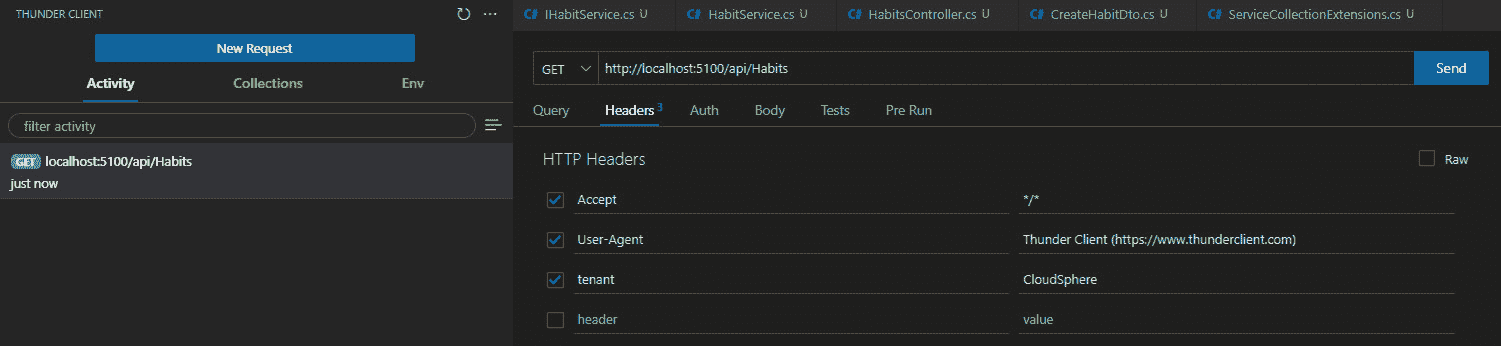 THUNDER CLIENT
New Request
Activity Collections Env
filter activity
GET localhost:5100/api/Habits
just now
C# IHabitService.cs U C# HabitService.cs U C# HabitsController.cs U C# CreateHabitDto.cs U C# ServiceCollectionExtensions.cs U
GET http://localhost:5100/api/Habits Send
Query Headers 3 Auth Body Tests Pre Run
HTTP Headers Raw
Accept */*
User-Agent Thunder Client (https://www.thunderclient.com)
tenant CloudSphere
header value